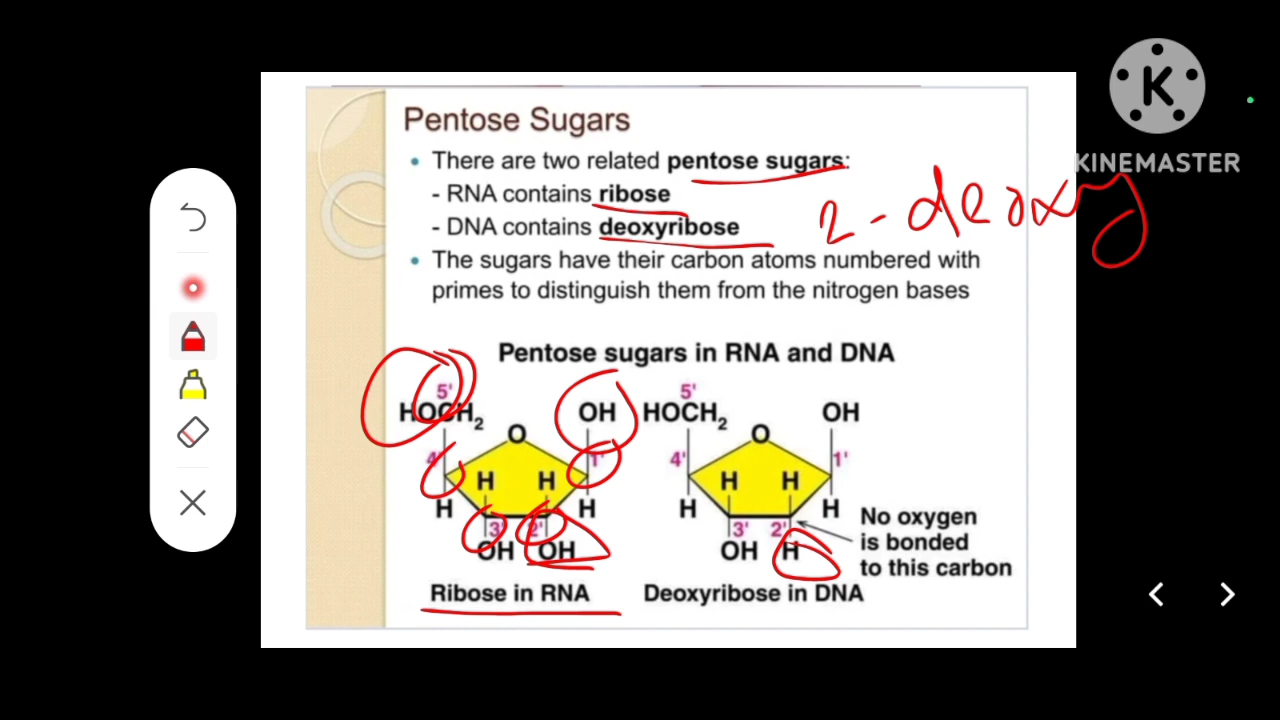 K
KINEMASTER
Pentose Sugars
• There are two related pentose sugars:
- RNA contains ribose
- DNA contains deoxyribose
2-deoxy
• The sugars have their carbon atoms numbered with
primes to distinguish them from the nitrogen bases
Pentose sugars in RNA and DNA
5'
HOCH2
OH
O
4'
1'
H H
H
H
3' 2'
OH OH
Ribose in RNA
5'
HOCH2
OH
O
4'
1'
H H
H
H
3' 2'
OH H
No oxygen
is bonded
to this carbon
Deoxyribose in DNA